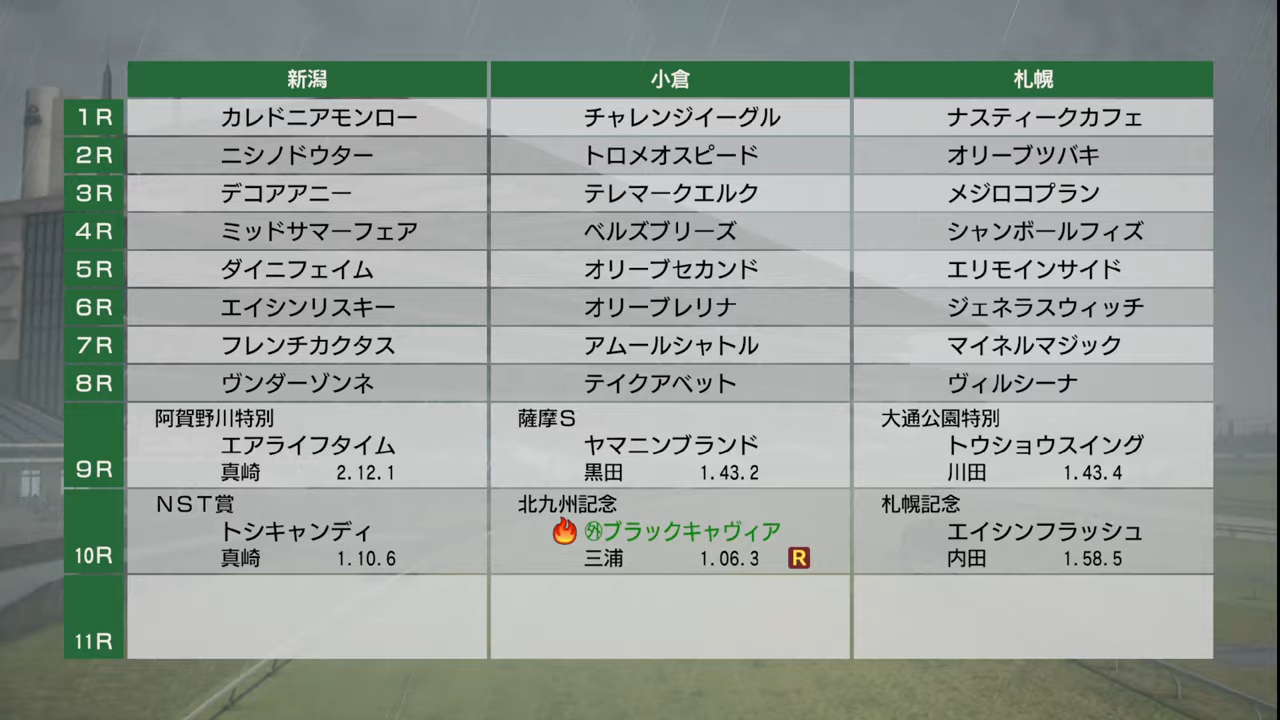 新潟 小倉 札幌
1R カレドニアモンロー チャレンジイーグル ナスティークカフェ
2R ニシノドウター トロメオスピード オリーブツバキ
3R デコアアニー テレマークエルク メジロコプラン
4R ミッドサマーフェア ベルズブリーズ シャンボールフィズ
5R ダイニフェイム オリーブセカンド エリモインサイド
6R エイシンリスキー オリーブレリナ ジェネラスウィッチ
7R フレンチカクタス アムールシャトル マイネルマジック
8R ヴンダーゾンネ テイクアベット ヴィルシーナ
阿賀野川特別 薩摩S 大通公園特別
エアライフタイム ヤマニンブランド トウショウスイング
9R 真崎 2.12.1 黒田 1.43.2 川田 1.43.4
NST賞 北九州記念 札幌記念
トシキャンディ 外ブラックキャヴィア エイシンフラッシュ
10R 真崎 1.10.6 三浦 1.06.3 R 内田 1.58.5
11R